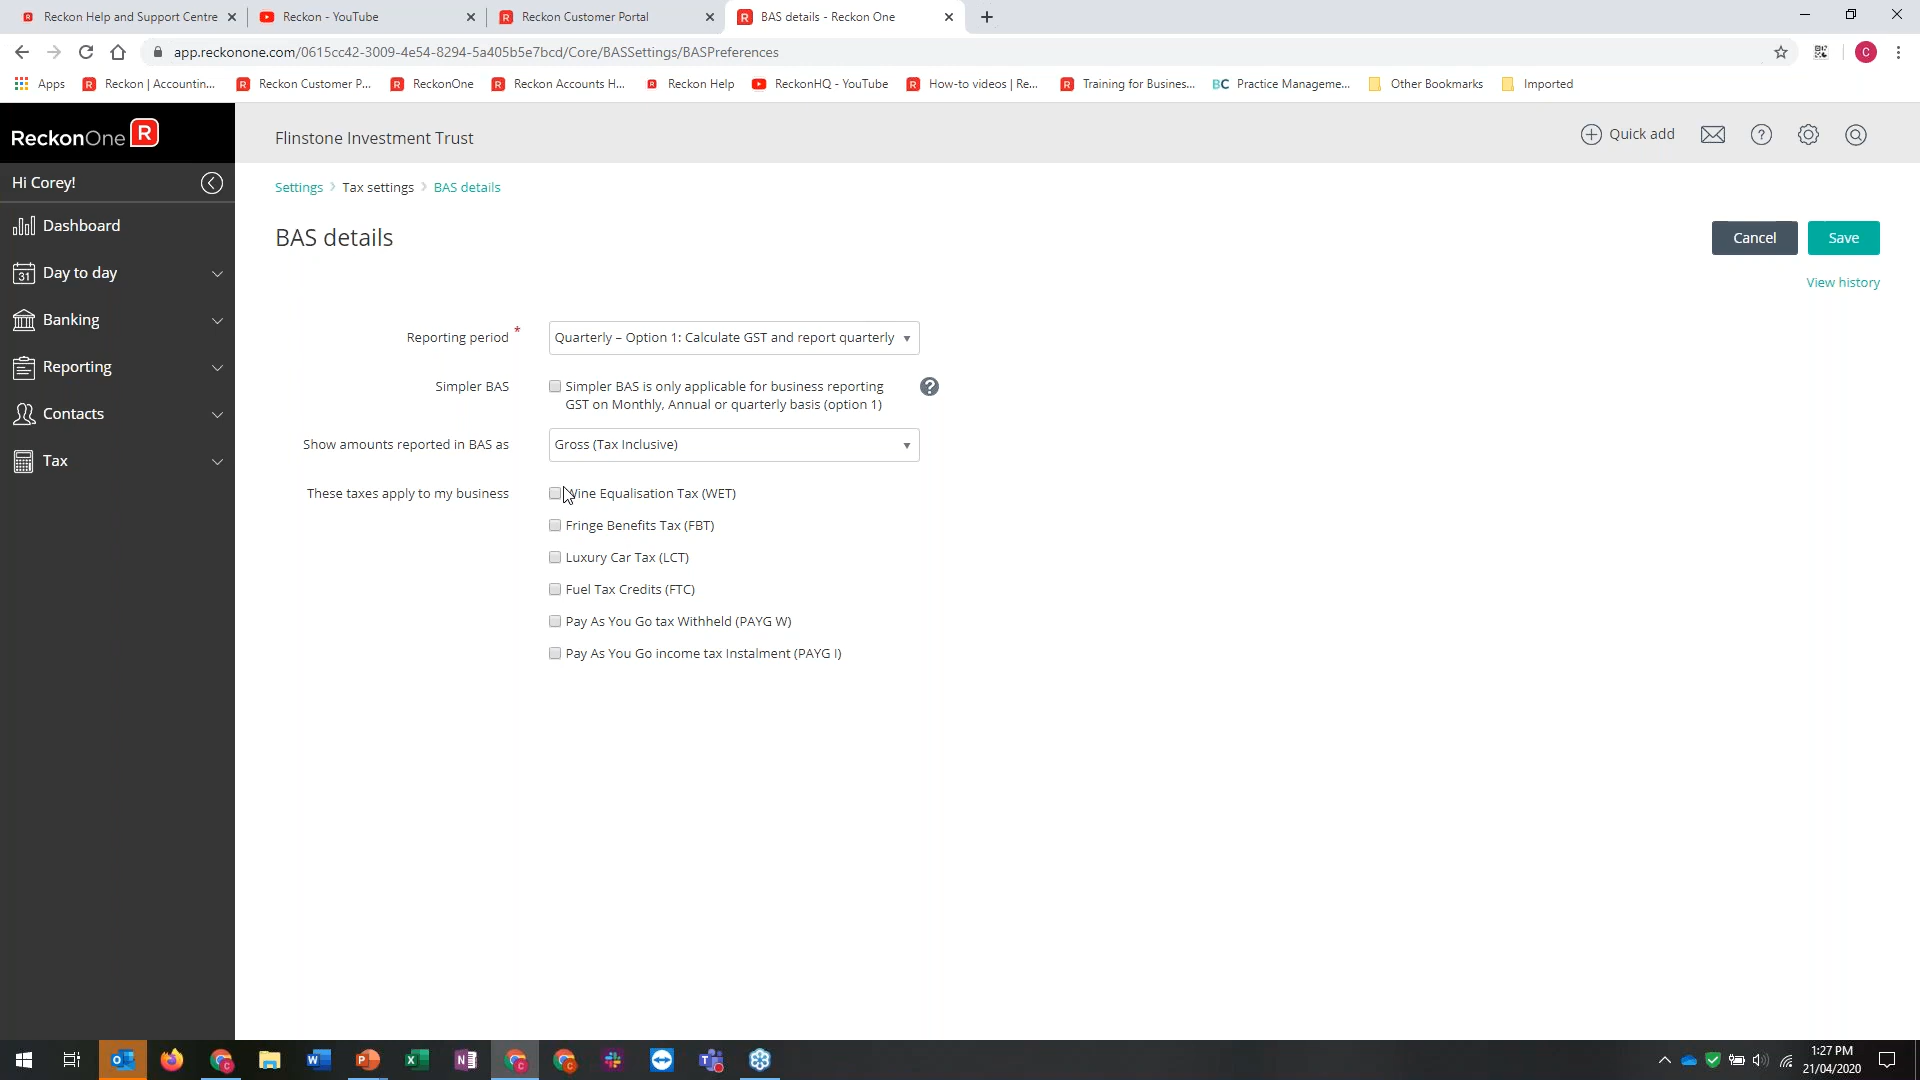 Reckon Help and Support Centre
Reckon - YouTube
Reckon Customer Portal
BAS details - Reckon One
app.reckonone.com/0615cc42-3009-4e54-8294-5a405b5e7bcd/Core/BASSettings/BASPreferences
C
Apps
Reckon | Accountin...
Reckon Customer P...
ReckonOne
Reckon Accounts H...
Reckon Help
ReckonHQ - YouTube
How-to videos | Re...
Training for Busines...
BC Practice Manageme...
Other Bookmarks
Imported
ReckonOne R
Flinstone Investment Trust
Quick add
Hi Corey!
Dashboard
31 Day to day
Banking
Reporting
Contacts
Tax
Settings > Tax settings > BAS details
BAS details
Cancel
Save
View history
Reporting period *
Quarterly – Option 1: Calculate GST and report quarterly
Simpler BAS
Simpler BAS is only applicable for business reporting
GST on Monthly, Annual or quarterly basis (option 1)
Show amounts reported in BAS as
Gross (Tax Inclusive)
These taxes apply to my business
Wine Equalisation Tax (WET)
Fringe Benefits Tax (FBT)
Luxury Car Tax (LCT)
Fuel Tax Credits (FTC)
Pay As You Go tax Withheld (PAYG W)
Pay As You Go income tax Instalment (PAYG I)
1:27 PM
21/04/2020